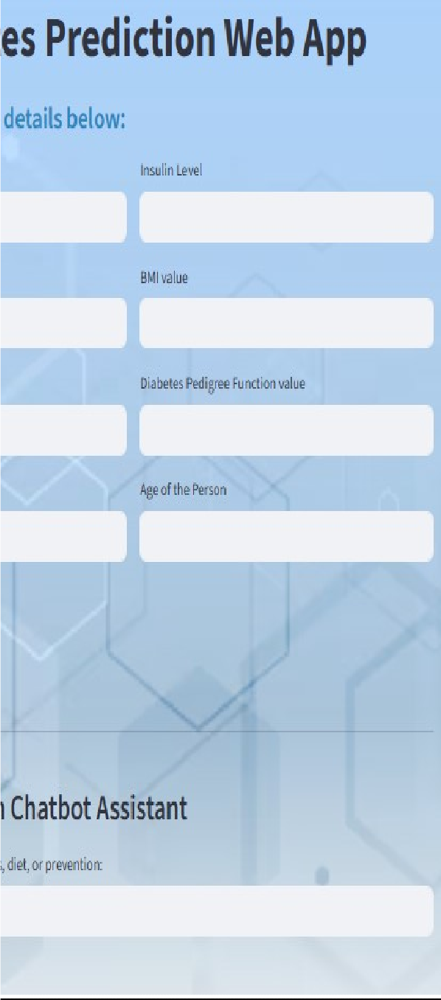 es Prediction Web App
details below:
Insulin Level
BMI value
Diabetes Pedigree Function value
Age of the Person
Chatbot Assistant
, diet, or prevention: